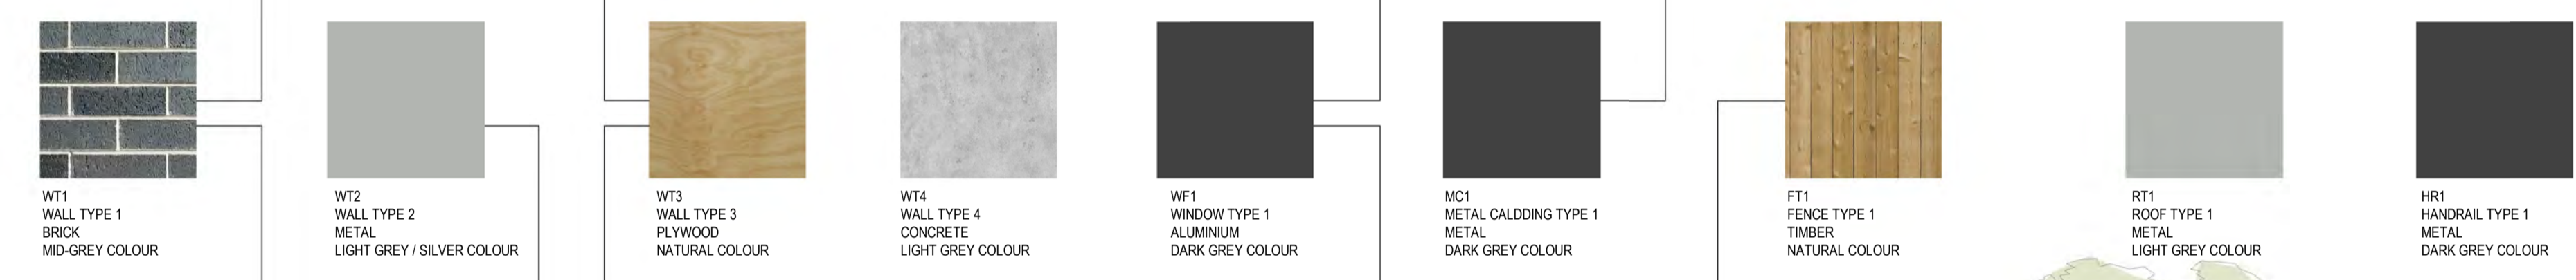 WT1
WALL TYPE 1
BRICK
MID-GREY COLOUR
WT2
WALL TYPE 2
METAL
LIGHT GREY / SILVER COLOUR
WT3
WALL TYPE 3
PLYWOOD
NATURAL COLOUR
WT4
WALL TYPE 4
CONCRETE
LIGHT GREY COLOUR
WF1
WINDOW TYPE 1
ALUMINIUM
DARK GREY COLOUR
MC1
METAL CALDDING TYPE 1
METAL
DARK GREY COLOUR
FT1
FENCE TYPE 1
TIMBER
NATURAL COLOUR
RT1
ROOF TYPE 1
METAL
LIGHT GREY COLOUR
HR1
HANDRAIL TYPE 1
METAL
DARK GREY COLOUR